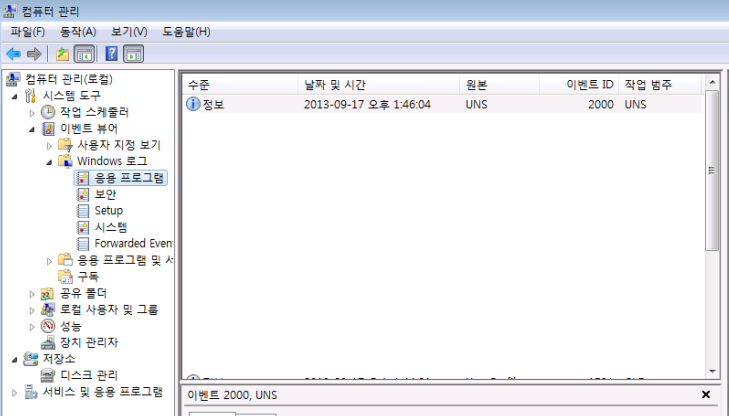 컴퓨터 관리
파일(F) 동작(A) 보기(V) 도움말(H)
컴퓨터 관리(로컬)
시스템 도구
작업 스케줄러
이벤트 뷰어
사용자 지정 보기
Windows 로그
응용 프로그램
보안
Setup
시스템
Forwarded Even
응용 프로그램 및 서
구독
공유 폴더
로컬 사용자 및 그룹
성능
장치 관리자
저장소
디스크 관리
서비스 및 응용 프로그램
수준 날짜 및 시간 원본 이벤트 ID 작업 범주
정보 2013-09-17 오후 1:46:04 UNS 2000 UNS
이벤트 2000, UNS